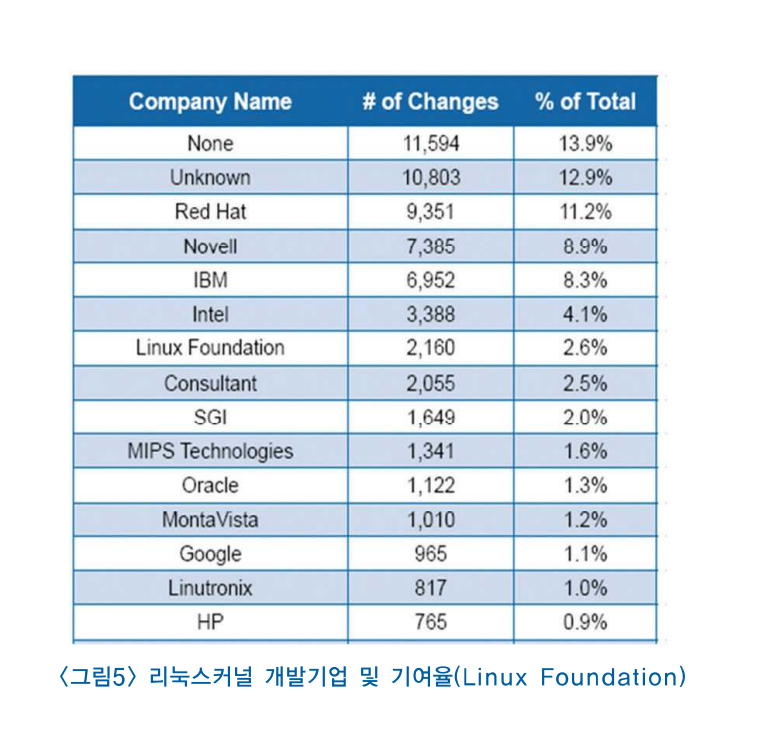 Company Name # of Changes % of Total
None 11,594 13.9%
Unknown 10,803 12.9%
Red Hat 9,351 11.2%
Novell 7,385 8.9%
IBM 6,952 8.3%
Intel 3,388 4.1%
Linux Foundation 2,160 2.6%
Consultant 2,055 2.5%
SGI 1,649 2.0%
MIPS Technologies 1,341 1.6%
Oracle 1,122 1.3%
MontaVista 1,010 1.2%
Google 965 1.1%
Linutronix 817 1.0%
HP 765 0.9%
〈그림5〉 리눅스커널 개발기업 및 기여율(Linux Foundation)